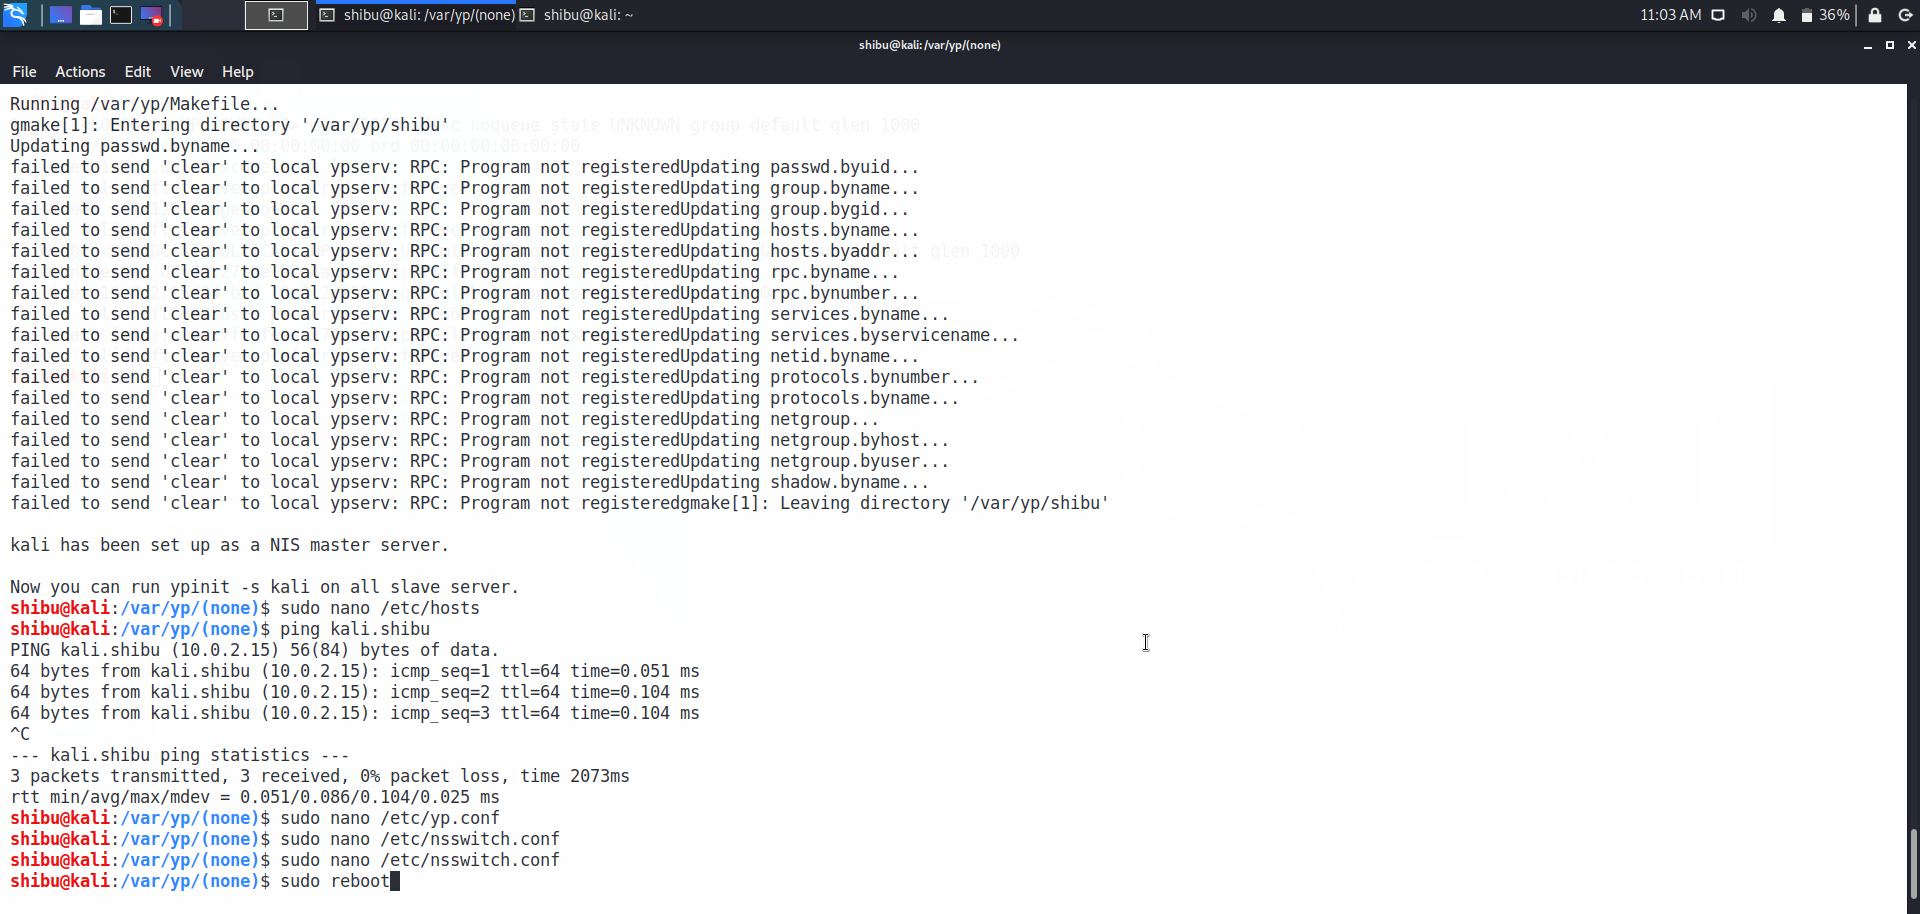 shibu@kali: /var/yp/(none)
shibu@kali: ~
11:03 AM
36%
shibu@kali: /var/yp/(none)
File Actions Edit View Help
Running /var/yp/Makefile...
gmake[1]: Entering directory '/var/yp/shibu'
Updating passwd.byname...
failed to send 'clear' to local ypserv: RPC: Program not registeredUpdating passwd.byuid...
failed to send 'clear' to local ypserv: RPC: Program not registeredUpdating group.byname...
failed to send 'clear' to local ypserv: RPC: Program not registeredUpdating group.bygid...
failed to send 'clear' to local ypserv: RPC: Program not registeredUpdating hosts.byname...
failed to send 'clear' to local ypserv: RPC: Program not registeredUpdating hosts.byaddr...
failed to send 'clear' to local ypserv: RPC: Program not registeredUpdating rpc.byname...
failed to send 'clear' to local ypserv: RPC: Program not registeredUpdating rpc.bynumber...
failed to send 'clear' to local ypserv: RPC: Program not registeredUpdating services.byname...
failed to send 'clear' to local ypserv: RPC: Program not registeredUpdating services.byservicename...
failed to send 'clear' to local ypserv: RPC: Program not registeredUpdating netid.byname...
failed to send 'clear' to local ypserv: RPC: Program not registeredUpdating protocols.bynumber...
failed to send 'clear' to local ypserv: RPC: Program not registeredUpdating protocols.byname...
failed to send 'clear' to local ypserv: RPC: Program not registeredUpdating netgroup...
failed to send 'clear' to local ypserv: RPC: Program not registeredUpdating netgroup.byhost...
failed to send 'clear' to local ypserv: RPC: Program not registeredUpdating netgroup.byuser...
failed to send 'clear' to local ypserv: RPC: Program not registeredUpdating shadow.byname...
failed to send 'clear' to local ypserv: RPC: Program not registeredgmake[1]: Leaving directory '/var/yp/shibu'
kali has been set up as a NIS master server.
Now you can run ypinit -s kali on all slave server.
shibu@kali:/var/yp/(none)$ sudo nano /etc/hosts
shibu@kali:/var/yp/(none)$ ping kali.shibu
PING kali.shibu (10.0.2.15) 56(84) bytes of data.
64 bytes from kali.shibu (10.0.2.15): icmp_seq=1 ttl=64 time=0.051 ms
64 bytes from kali.shibu (10.0.2.15): icmp_seq=2 ttl=64 time=0.104 ms
64 bytes from kali.shibu (10.0.2.15): icmp_seq=3 ttl=64 time=0.104 ms
^C
--- kali.shibu ping statistics ---
3 packets transmitted, 3 received, 0% packet loss, time 2073ms
rtt min/avg/max/mdev = 0.051/0.086/0.104/0.025 ms
shibu@kali:/var/yp/(none)$ sudo nano /etc/yp.conf
shibu@kali:/var/yp/(none)$ sudo nano /etc/nsswitch.conf
shibu@kali:/var/yp/(none)$ sudo nano /etc/nsswitch.conf
shibu@kali:/var/yp/(none)$ sudo reboot